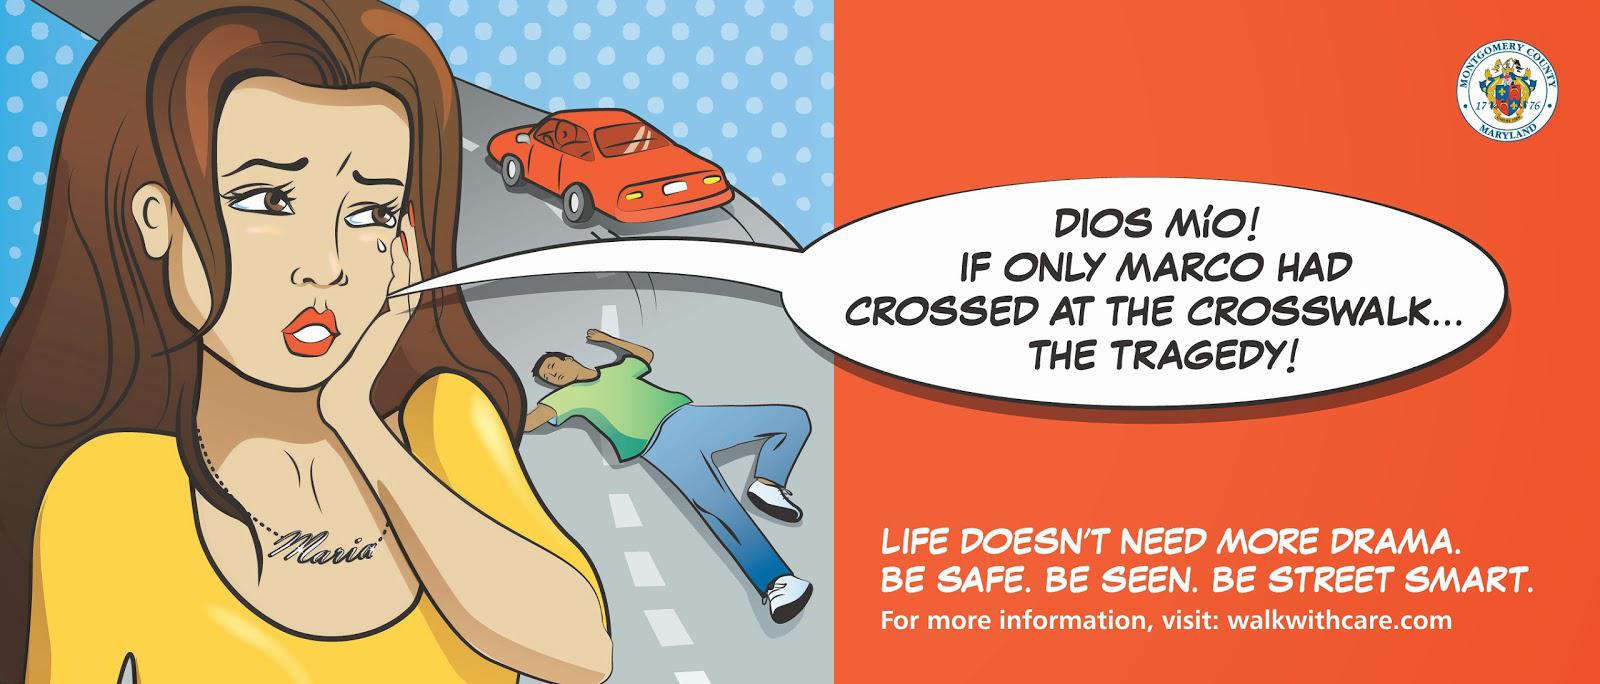 MONTGOMERY COUNTY
17 76
MARYLAND
DIOS MíO!
IF ONLY MARCO HAD
CROSSED AT THE CROSSWALK...
THE TRAGEDY!
Maria
LIFE DOESN'T NEED MORE DRAMA.
BE SAFE. BE SEEN. BE STREET SMART.
For more information, visit: walkwithcare.com